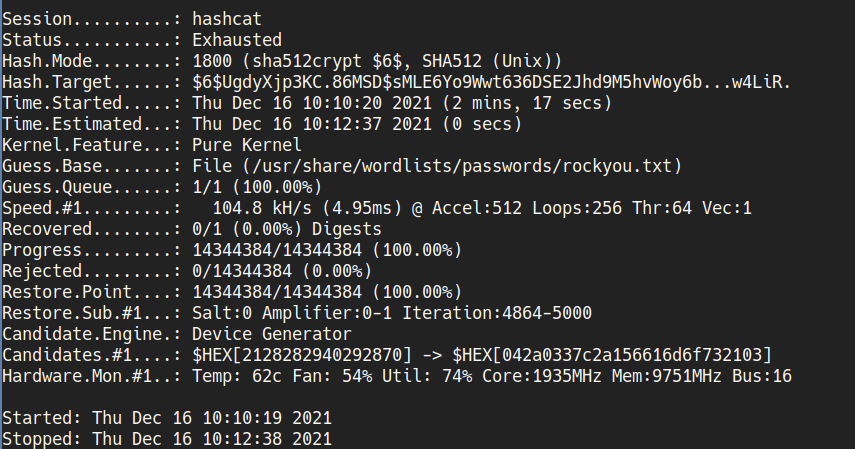 Session..........: hashcat
Status...........: Exhausted
Hash.Mode........: 1800 (sha512crypt $6$, SHA512 (Unix))
Hash.Target......: $6$UgdyXjp3KC.86MSD$sMLE6Yo9Wwt636DSE2Jhd9M5hvWoy6b...w4LiR.
Time.Started.....: Thu Dec 16 10:10:20 2021 (2 mins, 17 secs)
Time.Estimated...: Thu Dec 16 10:12:37 2021 (0 secs)
Kernel.Feature...: Pure Kernel
Guess.Base.......: File (/usr/share/wordlists/passwords/rockyou.txt)
Guess.Queue......: 1/1 (100.00%)
Speed.#1.........:   104.8 kH/s (4.95ms) @ Accel:512 Loops:256 Thr:64 Vec:1
Recovered........: 0/1 (0.00%) Digests
Progress.........: 14344384/14344384 (100.00%)
Rejected.........: 0/14344384 (0.00%)
Restore.Point....: 14344384/14344384 (100.00%)
Restore.Sub.#1...: Salt:0 Amplifier:0-1 Iteration:4864-5000
Candidate.Engine.: Device Generator
Candidates.#1....: $HEX[2128282940292870] -> $HEX[042a0337c2a156616d6f732103]
Hardware.Mon.#1..: Temp: 62c Fan: 54% Util: 74% Core:1935MHz Mem:9751MHz Bus:16
Started: Thu Dec 16 10:10:19 2021
Stopped: Thu Dec 16 10:12:38 2021